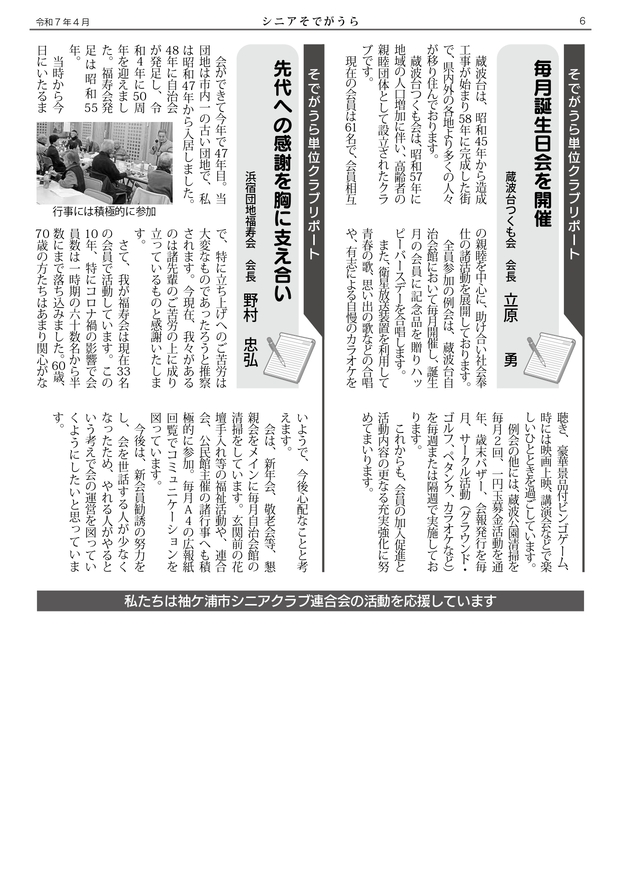 令和７年４月
シニアそでがうら
6
そでがうら単位クラブリポート
毎月誕生日会を開催
蔵波台つくも会　会長　立原　勇
　蔵波台は、昭和45年から造成
工事が始まり58年に完成した街
で、県内外の各地より多くの人々
が移り住んでおります。
　蔵波台つくも会は、昭和57年に
地域の人口増加に伴い、高齢者の
親睦団体として設立されたクラ
ブです。
　現在の会員は61名で、会員相互
の親睦を中心に、助け合い社会奉
仕の諸活動を展開しております。
　全員参加の例会は、蔵波台自
治会館において毎月開催し、誕生
月の会員に記念品を贈りハッ
ピーバースデーを合唱します。
　また、衛星放送装置を利用して
青春の歌、思い出の歌などの合唱
や、有志による自慢のカラオケを
聴き、豪華景品付ビンゴゲーム、
時には映画上映、講演会などで楽
しいひとときを過ごしています。
　例会の他には、蔵波公園清掃を
毎月２回、一円玉募金活動を通
年、歳末バザー、会報発行を毎
月、サークル活動（グラウンド・
ゴルフ、ペタンク、カラオケなど）
を毎週または隔週で実施してお
ります。
　これからも、会員の加入促進と
活動内容の更なる充実強化に努
めてまいります。
そでがうら単位クラブリポート
先代への感謝を胸に支え合い
浜宿団地福寿会　会長　野村　忠弘
　会ができて今年で47年目。当
団地は市内一の古い団地で、私
は昭和47年から入居しました。
48年に自治会
が発足し、令
和４年に50周
年を迎えまし
た。福寿会発
足は昭和55
年。
　当時から今
日にいたるま
行事には積極的に参加
で、特に立ち上げへのご苦労は
大変なものであったろうと推察
されます。今現在、我々がある
のは諸先輩のご苦労の上に成り
立っているものと感謝いたしま
す。
　さて、我が福寿会は現在33名
の会員で活動しています。この
10年、特にコロナ禍の影響で会
員数は一時期の六十数名から半
数にまで落ち込みました。60歳、
70歳の方たちはあまり関心がな
いようで、今後心配なことと考
えます。
　会は、新年会、敬老会等、懇
親会をメインに毎月自治会館の
清掃をしています。玄関前の花
壇手入れ等の福祉活動や、連合
会、公民館主催の諸行事へも積
極的に参加。毎月Ａ４の広報紙
回覧でコミュニケーションを
図っています。
　今後は、新会員勧誘の努力を
し、会を世話する人が少なく
なったため、やれる人がやると
いう考えで会の運営を図ってい
くようにしたいと思っていま
す。
私たちは袖ケ浦市シニアクラブ連合会の活動を応援しています